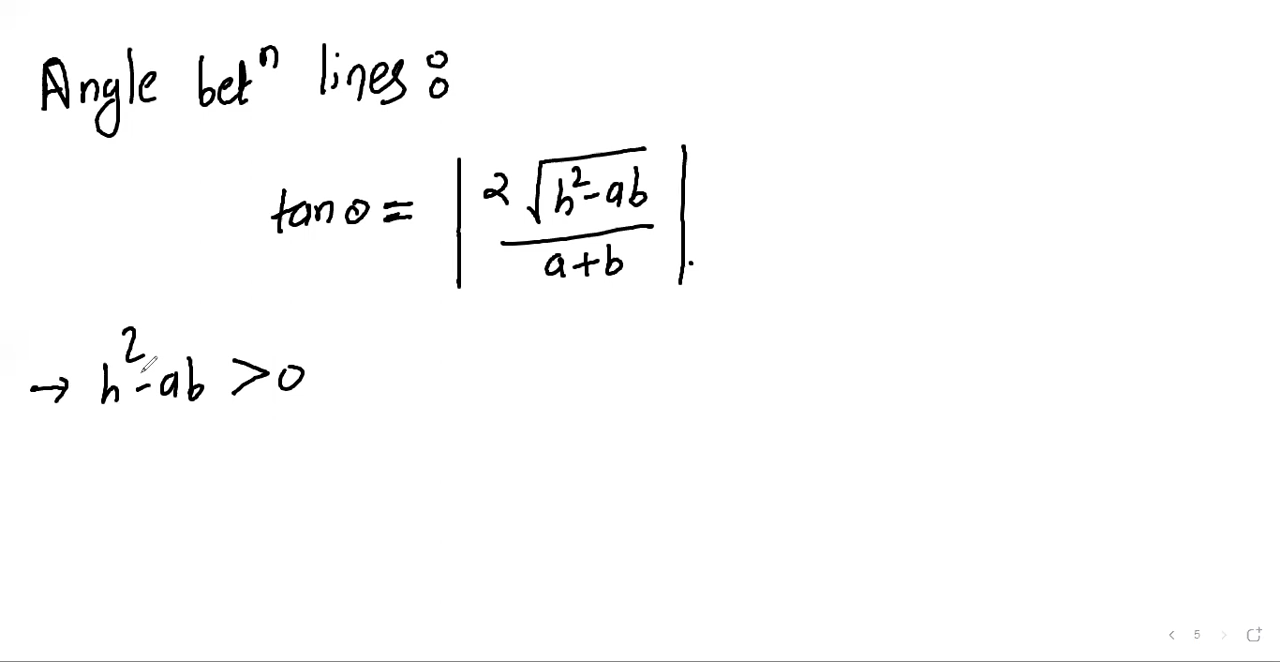 Angle betⁿ lines:
tan θ = | 2 √(h² - ab) / (a + b) |.
→ h² - ab > 0
5